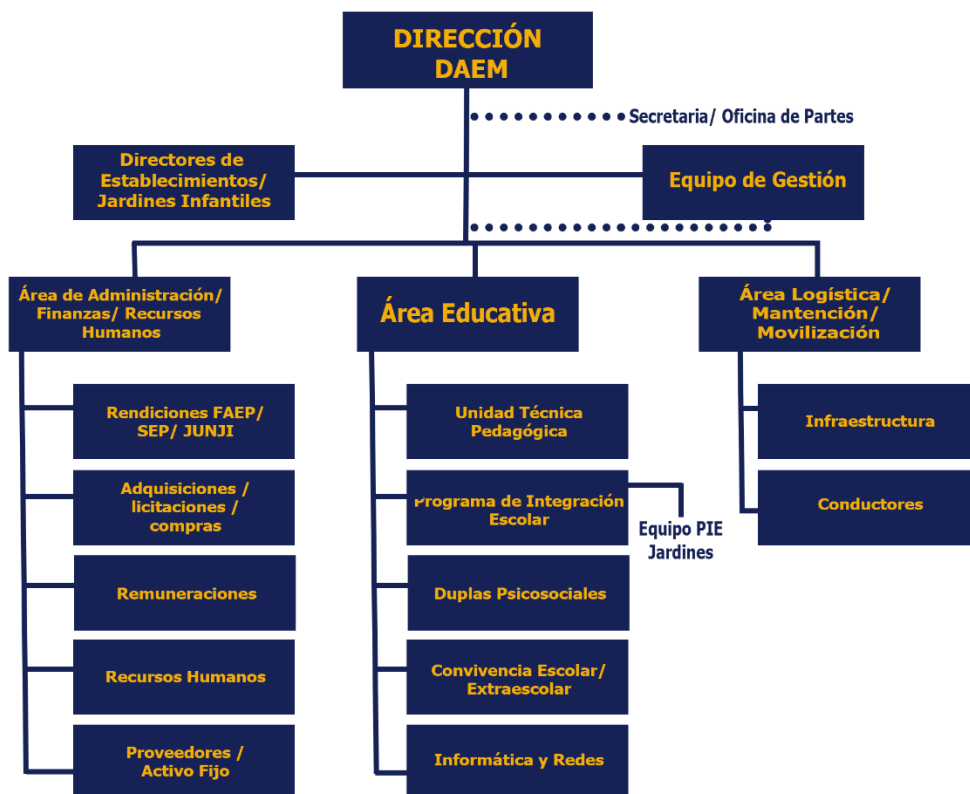 DIRECCIÓN
DAEM
Secretaria/ Oficina de Partes
Directores de
Establecimientos/
Jardines Infantiles
Equipo de Gestión
Área de Administración/
Finanzas/ Recursos
Humanos
Área Educativa
Área Logística/
Mantención/
Movilización
Rendiciones FAEP/
SEP/ JUNJI
Unidad Técnica
Pedagógica
Infraestructura
Adquisiciones /
licitaciones /
compras
Programa de Integración
Escolar
Equipo PIE
Jardines
Conductores
Remuneraciones
Duplas Psicosociales
Recursos Humanos
Convivencia Escolar/
Extraescolar
Proveedores /
Activo Fijo
Informática y Redes